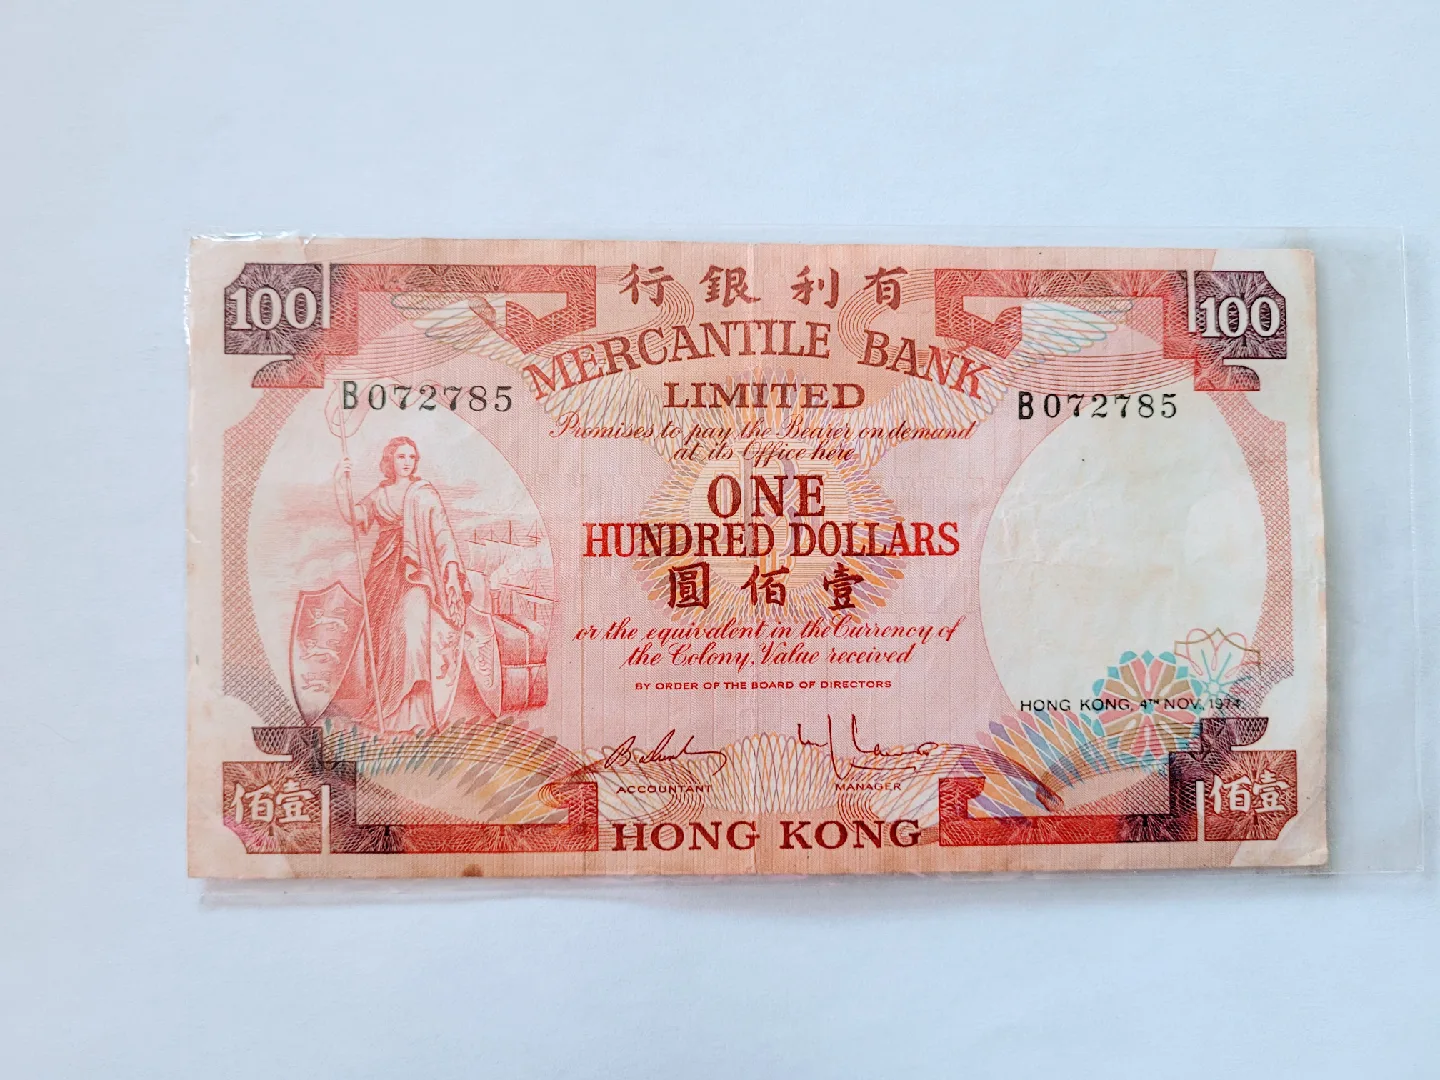 100
行銀利有
100
MERCANTILE BANK
LIMITED
B072785
B072785
Promises to pay the Bearer on demand
at its Office here
ONE
HUNDRED DOLLARS
圓佰壹
or the equivalent in the Currency of
the Colony, Value received
BY ORDER OF THE BOARD OF DIRECTORS
HONG KONG, 4TH NOV, 1974
ACCOUNTANT
MANAGER
佰壹
HONG KONG
佰壹